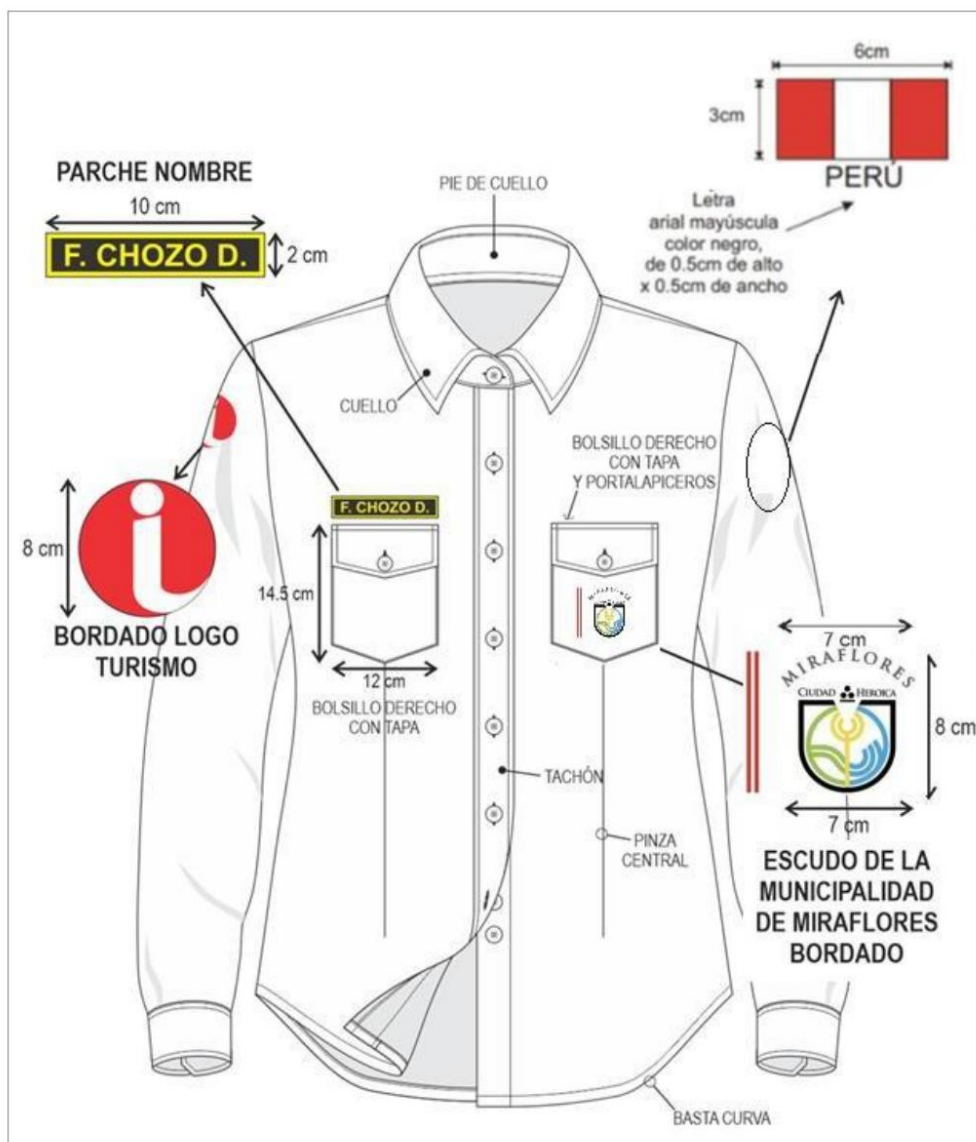 6cm
3cm
PERÚ
Letra
arial mayúscula
color negro,
de 0.5cm de alto
x 0.5cm de ancho
PARCHE NOMBRE
10 cm
F. CHOZO D.
2 cm
PIE DE CUELLO
CUELLO
BOLSILLO DERECHO
CON TAPA
Y PORTALAPICEROS
F. CHOZO D.
8 cm
BORDADO LOGO
TURISMO
14.5 cm
12 cm
BOLSILLO DERECHO
CON TAPA
MIRAFLORES
7 cm
MIRAFLORES
CIUDAD HEROICA
8 cm
7 cm
TACHÓN
PINZA
CENTRAL
ESCUDO DE LA
MUNICIPALIDAD
DE MIRAFLORES
BORDADO
BASTA CURVA